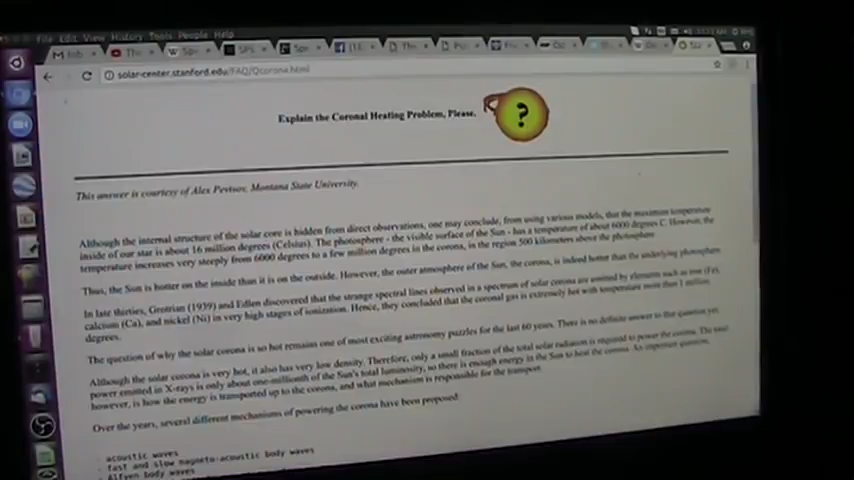 File Edit View History Tools People Help
solar-center.stanford.edu/FAQ/Qcorona.html
Explain the Coronal Heating Problem, Please.
?
This answer is courtesy of Alex Pevtsov, Montana State University.
Although the internal structure of the solar core is hidden from direct observations, one may conclude, from using various models, that the maximum temperature
inside of our star is about 16 million degrees (Celsius). The photosphere - the visible surface of the Sun - has a temperature of about 6000 degrees C. However, the
temperature increases very steeply from 6000 degrees to a few million degrees in the corona, in the region 500 kilometers above the photosphere
Thus, the Sun is hotter on the inside than it is on the outside. However, the outer atmosphere of the Sun, the corona, is indeed hotter than the underlying photosphere.
In late thirties, Grotrian (1939) and Edlen discovered that the strange spectral lines observed in a spectrum of solar corona are emitted by elements such as iron (Fe),
calcium (Ca), and nickel (Ni) in very high stages of ionization. Hence, they concluded that the coronal gas is extremely hot with temperature more than 1 million
degrees.
The question of why the solar corona is so hot remains one of most exciting astronomy puzzles for the last 60 years. There is no definite answer to this question yet.
Although the solar corona is very hot, it also has very low density. Therefore, only a small fraction of the total solar radiation is required to power the corona. The total
power emitted in X-rays is only about one-millionth of the Sun's total luminosity, so there is enough energy in the Sun to heat the corona. An important question,
however, is how the energy is transported up to the corona, and what mechanism is responsible for the transport.
Over the years, several different mechanisms of powering the corona have been proposed:
- acoustic waves
- fast and slow magneto-acoustic body waves
- Alfven body waves